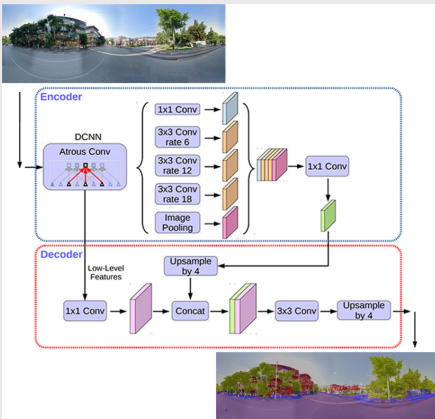 Encoder
DCNN
Atrous Conv
1x1 Conv
3x3 Conv
rate 6
3x3 Conv
rate 12
3x3 Conv
rate 18
Image
Pooling
1x1 Conv
Decoder
Low-Level
Features
Upsample
by 4
1x1 Conv
Concat
3x3 Conv
Upsample
by 4